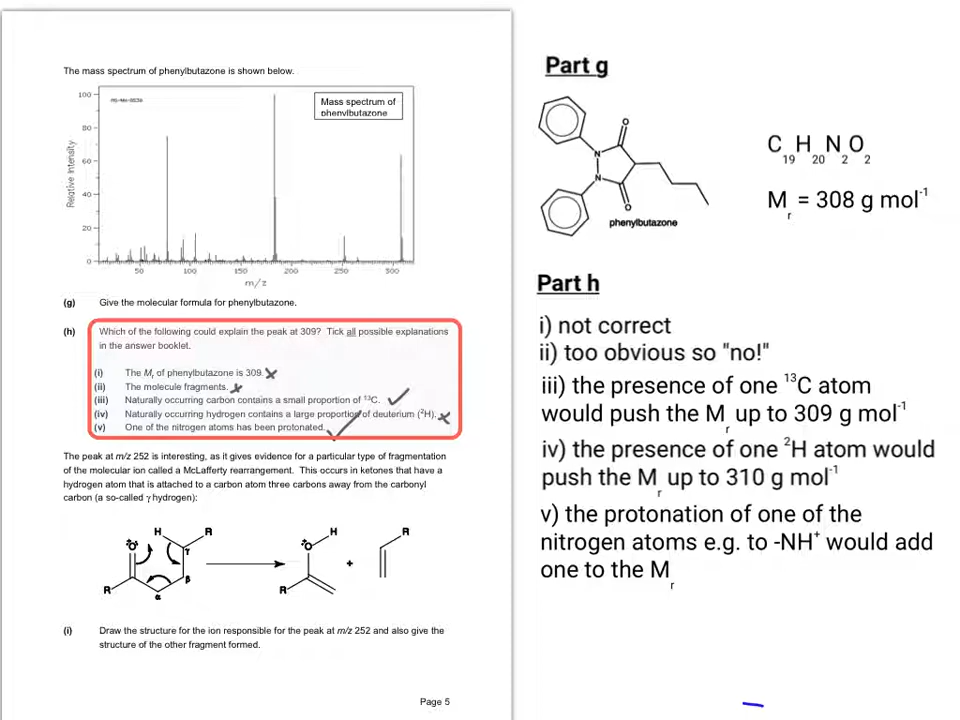 The mass spectrum of phenylbutazone is shown below.
Mass spectrum of
phenylbutazone
100
80
60
40
20
0
Relative Intensity
50 100 150 200 250 300
m/z
(g) Give the molecular formula for phenylbutazone.
(h) Which of the following could explain the peak at 309? Tick all possible explanations
in the answer booklet.
(i) The Mr of phenylbutazone is 309.
(ii) The molecule fragments.
(iii) Naturally occurring carbon contains a small proportion of ¹³C.
(iv) Naturally occurring hydrogen contains a large proportion of deuterium (²H).
(v) One of the nitrogen atoms has been protonated.
The peak at m/z 252 is interesting, as it gives evidence for a particular type of fragmentation
of the molecular ion called a McLafferty rearrangement. This occurs in ketones that have a
hydrogen atom that is attached to a carbon atom three carbons away from the carbonyl
carbon (a so-called γ hydrogen):
H R H R
O γ O
β +
R α R
(i) Draw the structure for the ion responsible for the peak at m/z 252 and also give the
structure of the other fragment formed.
Page 5
Part g
O
N
N
O
phenylbutazone
C₁₉H₂₀N₂O₂
Mr = 308 g mol⁻¹
Part h
i) not correct
ii) too obvious so "no!"
iii) the presence of one ¹³C atom
would push the Mr up to 309 g mol⁻¹
iv) the presence of one ²H atom would
push the Mr up to 310 g mol⁻¹
v) the protonation of one of the
nitrogen atoms e.g. to -NH⁺ would add
one to the Mr